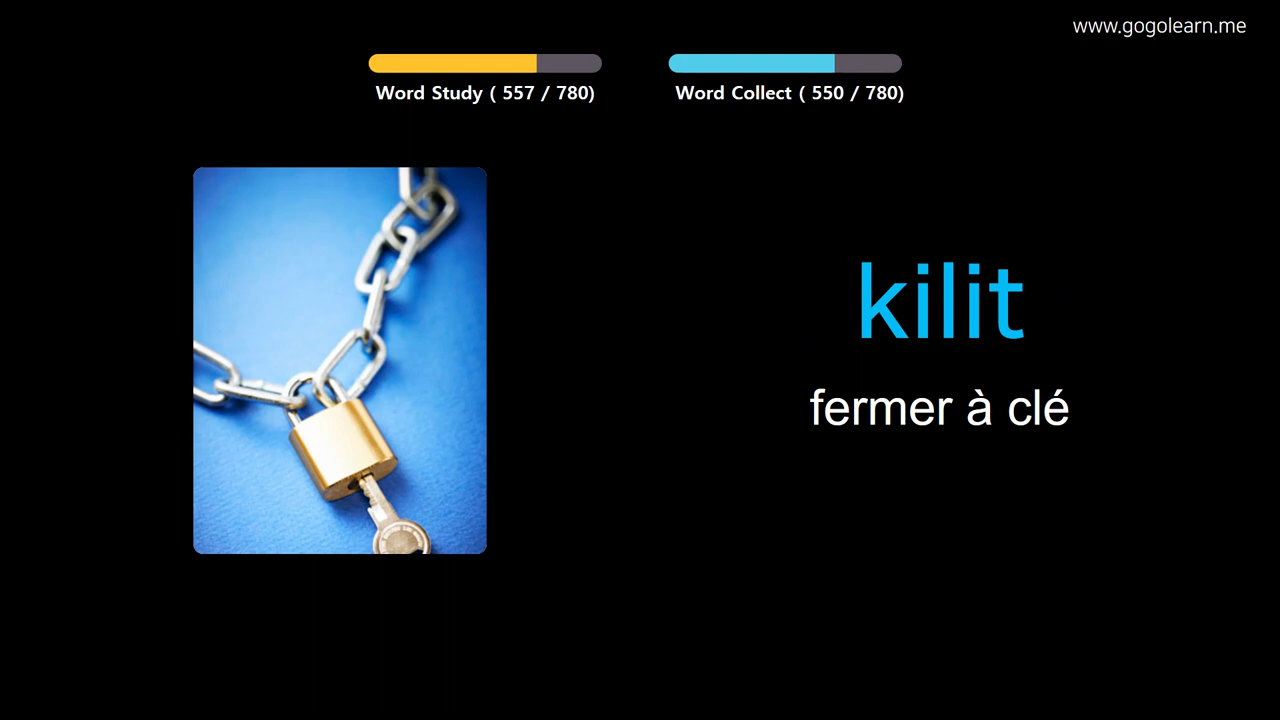 www.gogolearn.me
Word Study ( 557 / 780)
Word Collect ( 550 / 780)
kilit
fermer à clé